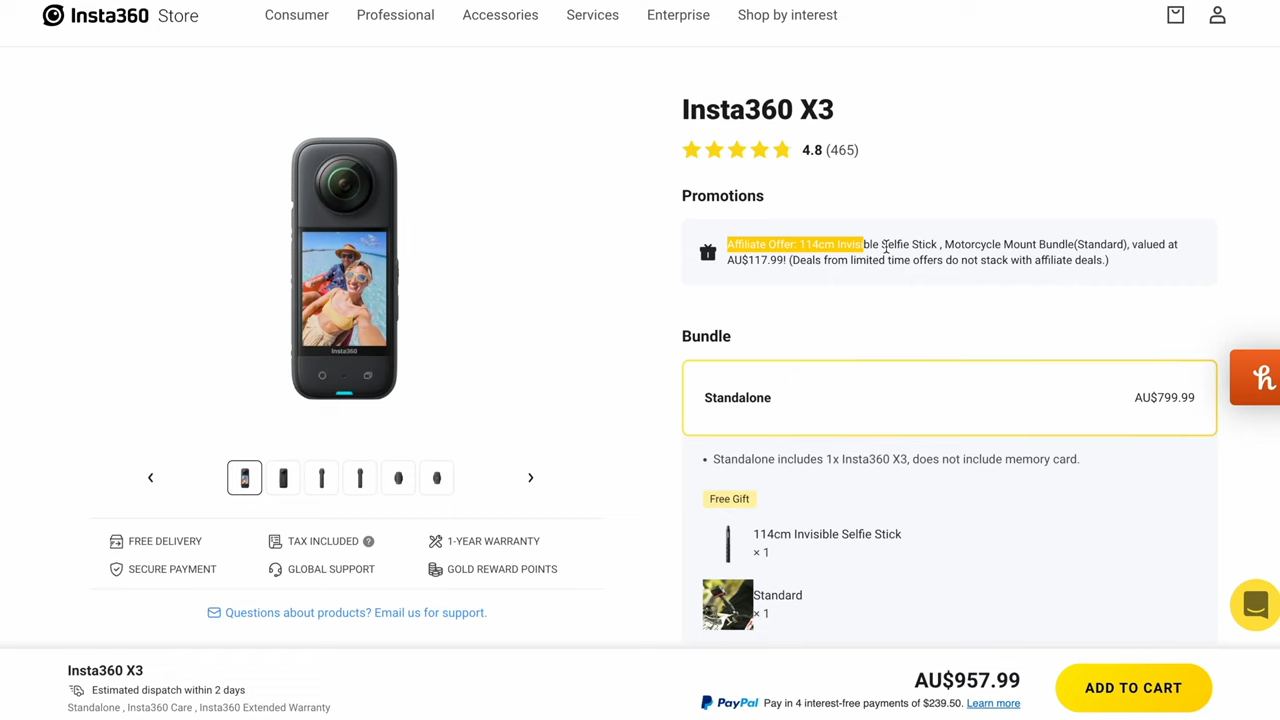 Insta360 Store
Consumer
Professional
Accessories
Services
Enterprise
Shop by interest
Insta360 X3
4.8 (465)
Promotions
Affiliate Offer: 114cm Invisible Selfie Stick , Motorcycle Mount Bundle(Standard), valued at
AU$117.99! (Deals from limited time offers do not stack with affiliate deals.)
Bundle
Standalone
AU$799.99
• Standalone includes 1x Insta360 X3, does not include memory card.
Free Gift
114cm Invisible Selfie Stick
× 1
Standard
× 1
Insta360
FREE DELIVERY
TAX INCLUDED ?
1-YEAR WARRANTY
SECURE PAYMENT
GLOBAL SUPPORT
GOLD REWARD POINTS
Questions about products? Email us for support.
Insta360 X3
Estimated dispatch within 2 days
Standalone , Insta360 Care , Insta360 Extended Warranty
AU$957.99
PayPal Pay in 4 interest-free payments of $239.50. Learn more
ADD TO CART
h